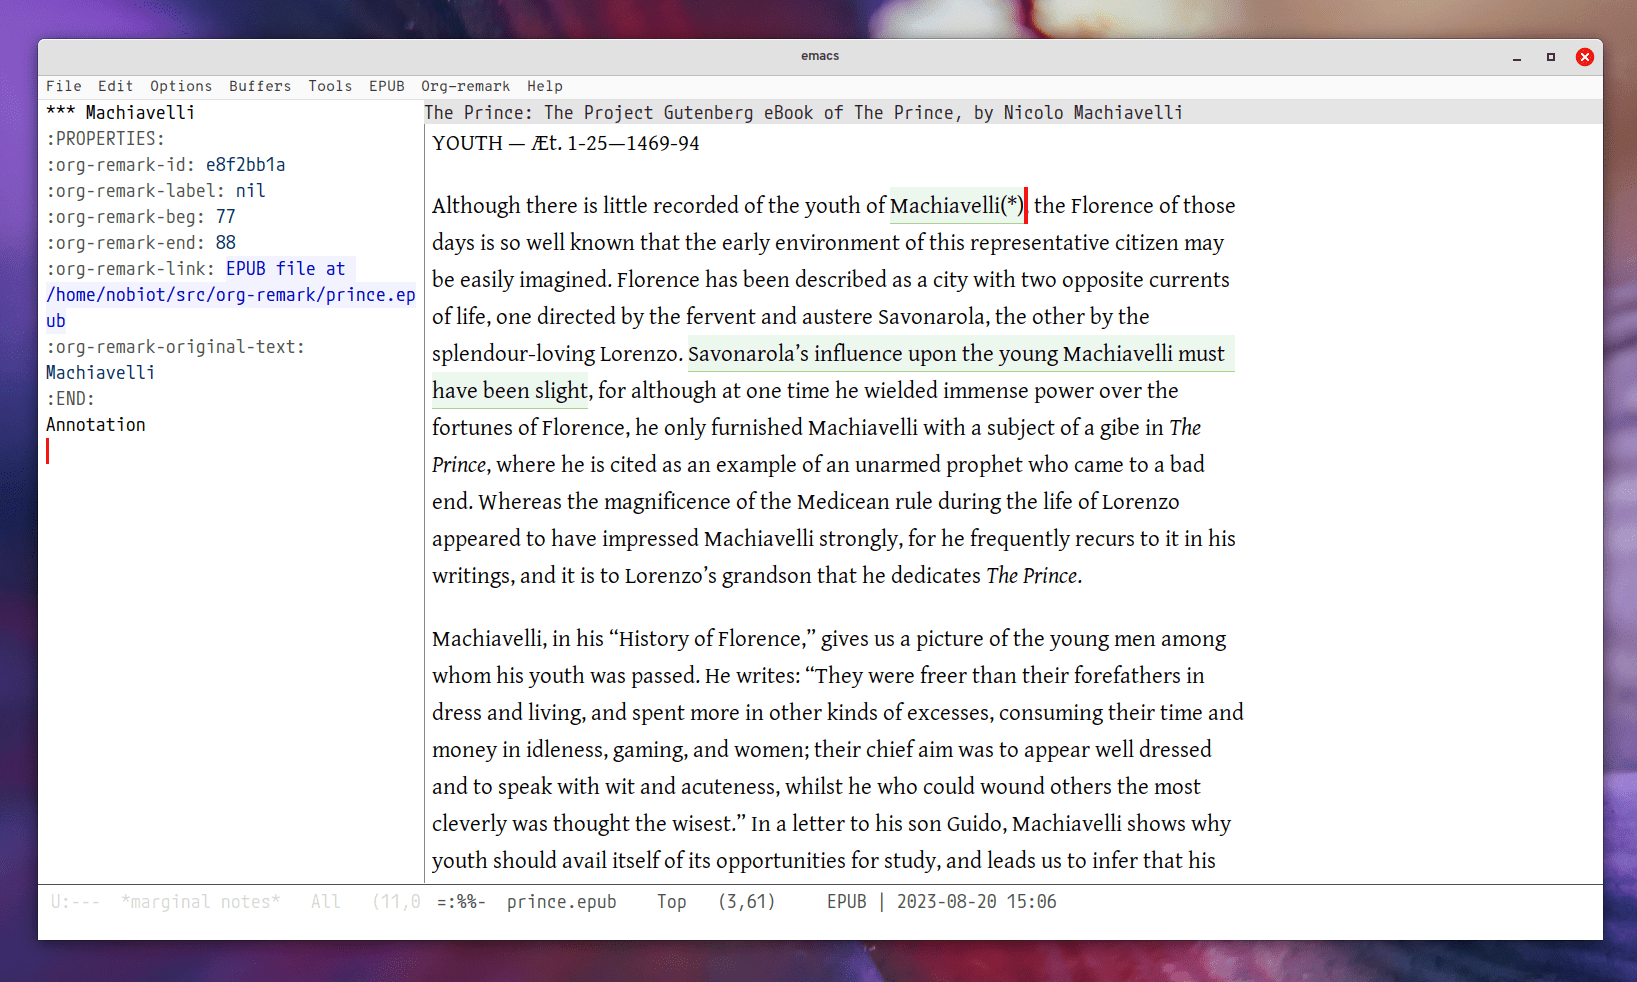 emacs
File Edit Options Buffers Tools EPUB Org-remark Help
*** Machiavelli
:PROPERTIES:
:org-remark-id: e8f2bb1a
:org-remark-label: nil
:org-remark-beg: 77
:org-remark-end: 88
:org-remark-link: EPUB file at
/home/nobiot/src/org-remark/prince.ep
ub
:org-remark-original-text:
Machiavelli
:END:
Annotation
The Prince: The Project Gutenberg eBook of The Prince, by Nicolo Machiavelli
YOUTH — Æt. 1-25—1469-94
Although there is little recorded of the youth of Machiavelli(*), the Florence of those
days is so well known that the early environment of this representative citizen may
be easily imagined. Florence has been described as a city with two opposite currents
of life, one directed by the fervent and austere Savonarola, the other by the
splendour-loving Lorenzo. Savonarola’s influence upon the young Machiavelli must
have been slight, for although at one time he wielded immense power over the
fortunes of Florence, he only furnished Machiavelli with a subject of a gibe in The
Prince, where he is cited as an example of an unarmed prophet who came to a bad
end. Whereas the magnificence of the Medicean rule during the life of Lorenzo
appeared to have impressed Machiavelli strongly, for he frequently recurs to it in his
writings, and it is to Lorenzo’s grandson that he dedicates The Prince.
Machiavelli, in his “History of Florence,” gives us a picture of the young men among
whom his youth was passed. He writes: “They were freer than their forefathers in
dress and living, and spent more in other kinds of excesses, consuming their time and
money in idleness, gaming, and women; their chief aim was to appear well dressed
and to speak with wit and acuteness, whilst he who could wound others the most
cleverly was thought the wisest.” In a letter to his son Guido, Machiavelli shows why
youth should avail itself of its opportunities for study, and leads us to infer that his
U:--- *marginal notes* All (11,0
=:%%- prince.epub Top (3,61) EPUB | 2023-08-20 15:06